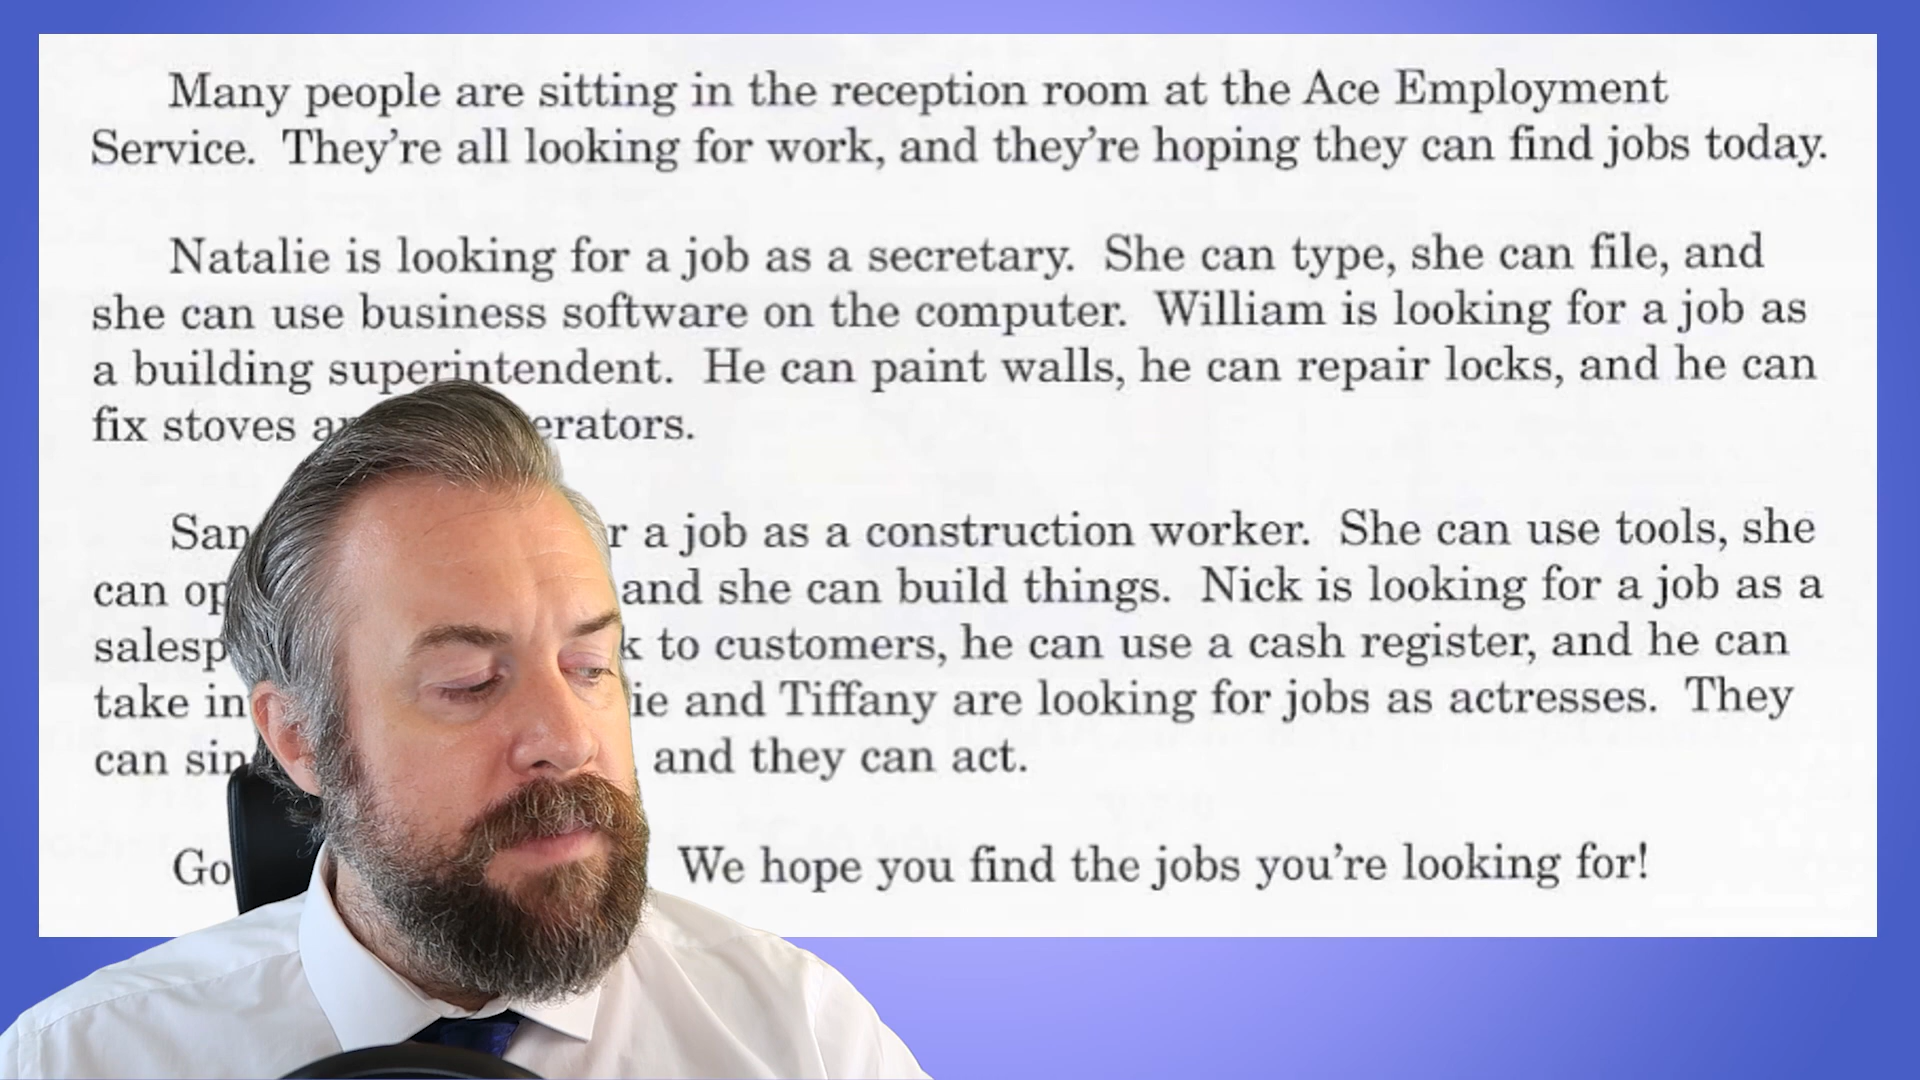 Many people are sitting in the reception room at the Ace Employment
Service. They're all looking for work, and they're hoping they can find jobs today.
Natalie is looking for a job as a secretary. She can type, she can file, and
she can use business software on the computer. William is looking for a job as
a building superintendent. He can paint walls, he can repair locks, and he can
fix stoves
a job as a construction worker. She can use tools, she
can and she can build things. Nick is looking for a job as a
to customers, he can use a cash register, and he can
take and Tiffany are looking for jobs as actresses. They
can and they can act.
We hope you find the jobs you're looking for!